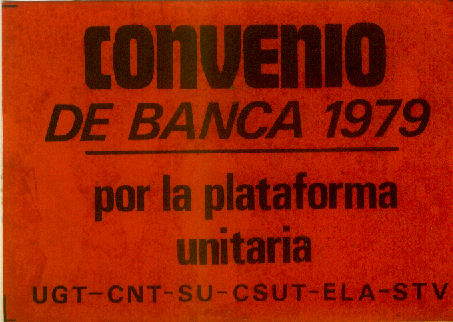 CONVENIO
DE BANCA 1979
por la plataforma
unitaria
UGT-CNT-SU-CSUT-ELA-STV